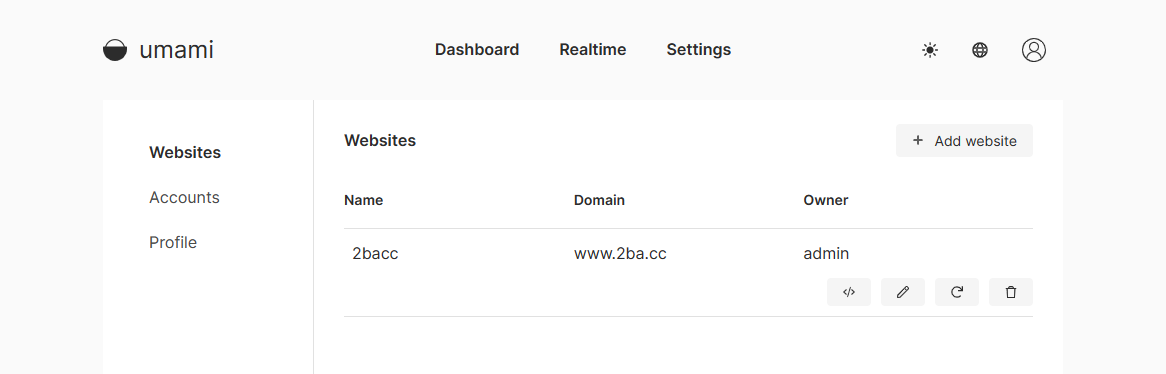 umami
Dashboard Realtime Settings
Websites
Accounts
Profile
Websites
+ Add website
Name Domain Owner
2bacc www.2ba.cc admin